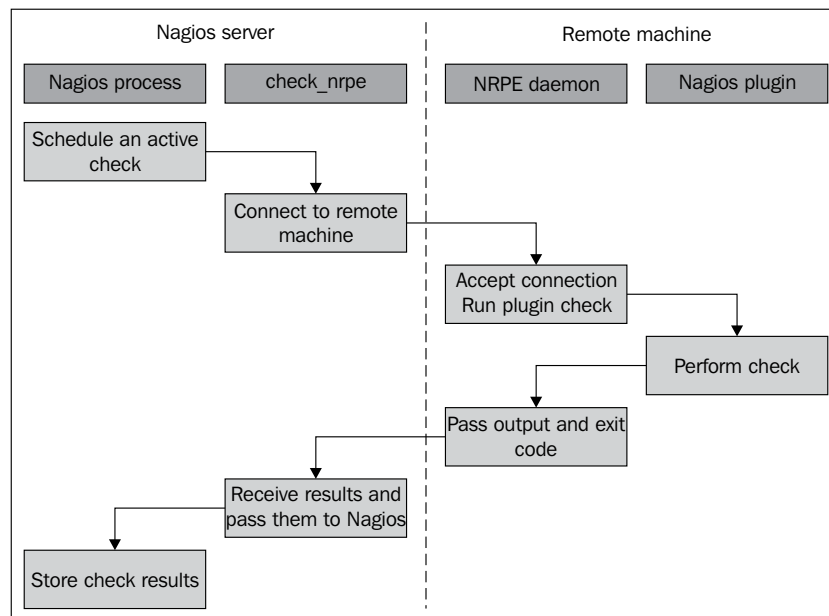 Nagios server
Remote machine
Nagios process
check_nrpe
NRPE daemon
Nagios plugin
Schedule an active
check
Connect to remote
machine
Accept connection
Run plugin check
Perform check
Pass output and exit
code
Receive results and
pass them to Nagios
Store check results